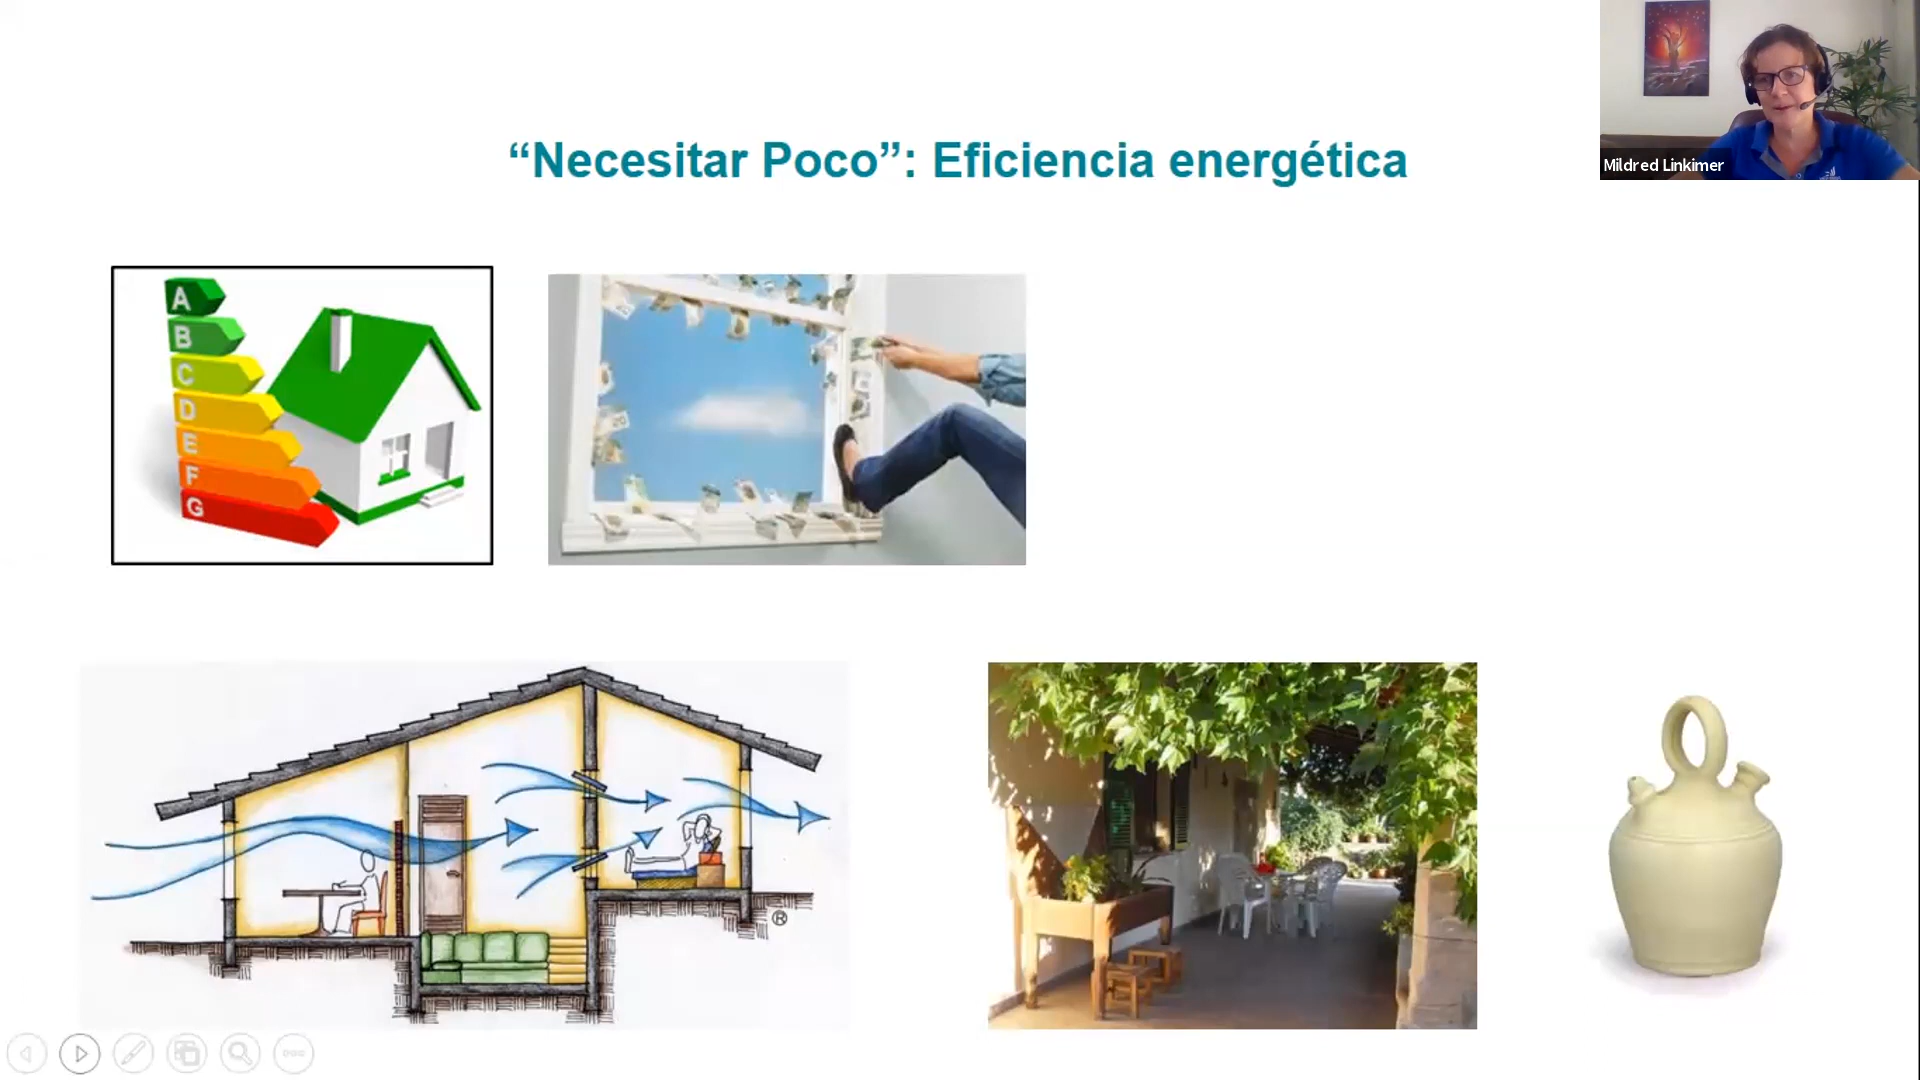 Mildred Linkimer
“Necesitar Poco”: Eficiencia energética
A
B
C
D
E
F
G
®